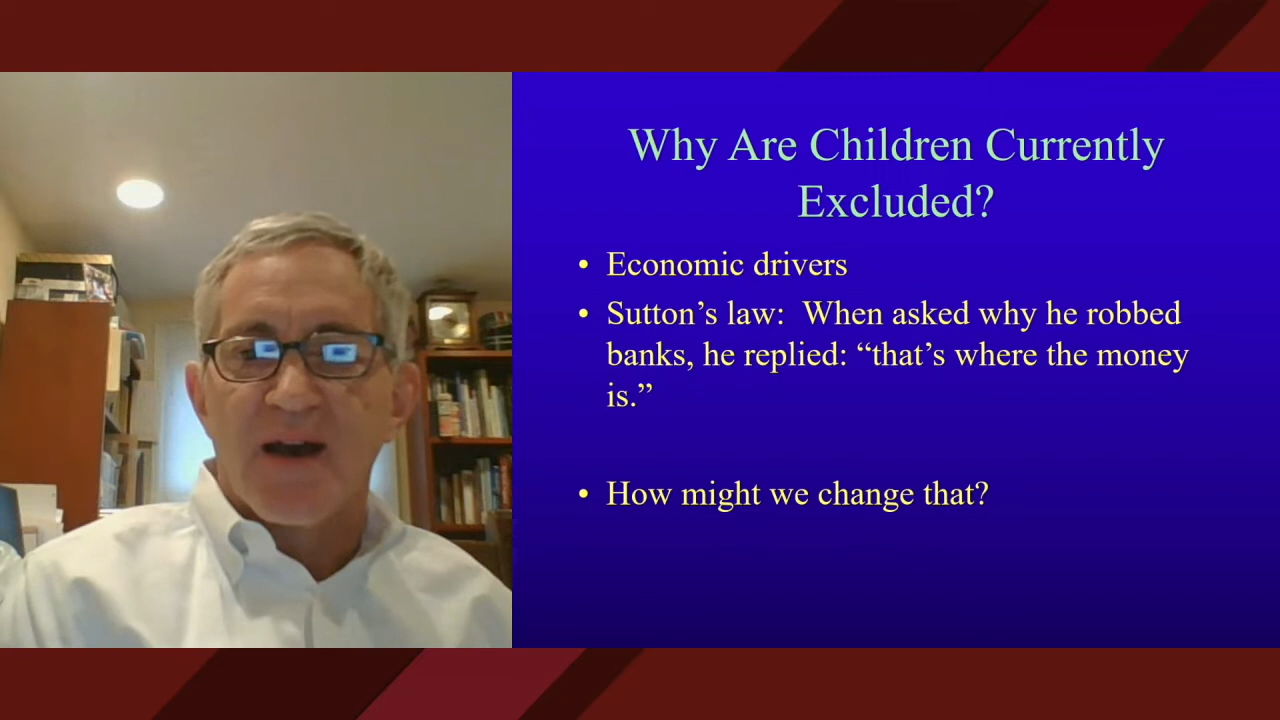 Why Are Children Currently
Excluded?
• Economic drivers
• Sutton’s law:  When asked why he robbed
banks, he replied: “that’s where the money
is.”
• How might we change that?